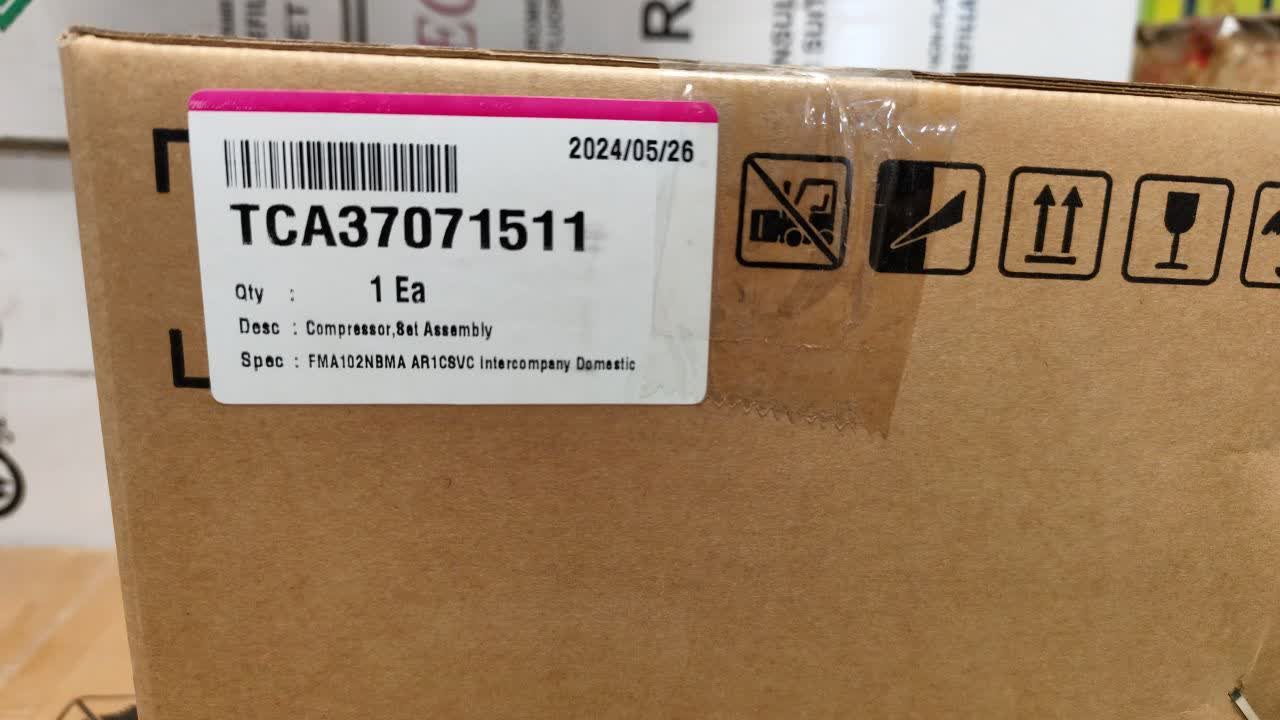 2024/05/26
TCA37071511
Qty : 1 Ea
Desc : Compressor,Set Assembly
Spec : FMA102NBMA AR1CSVC Intercompany Domestic